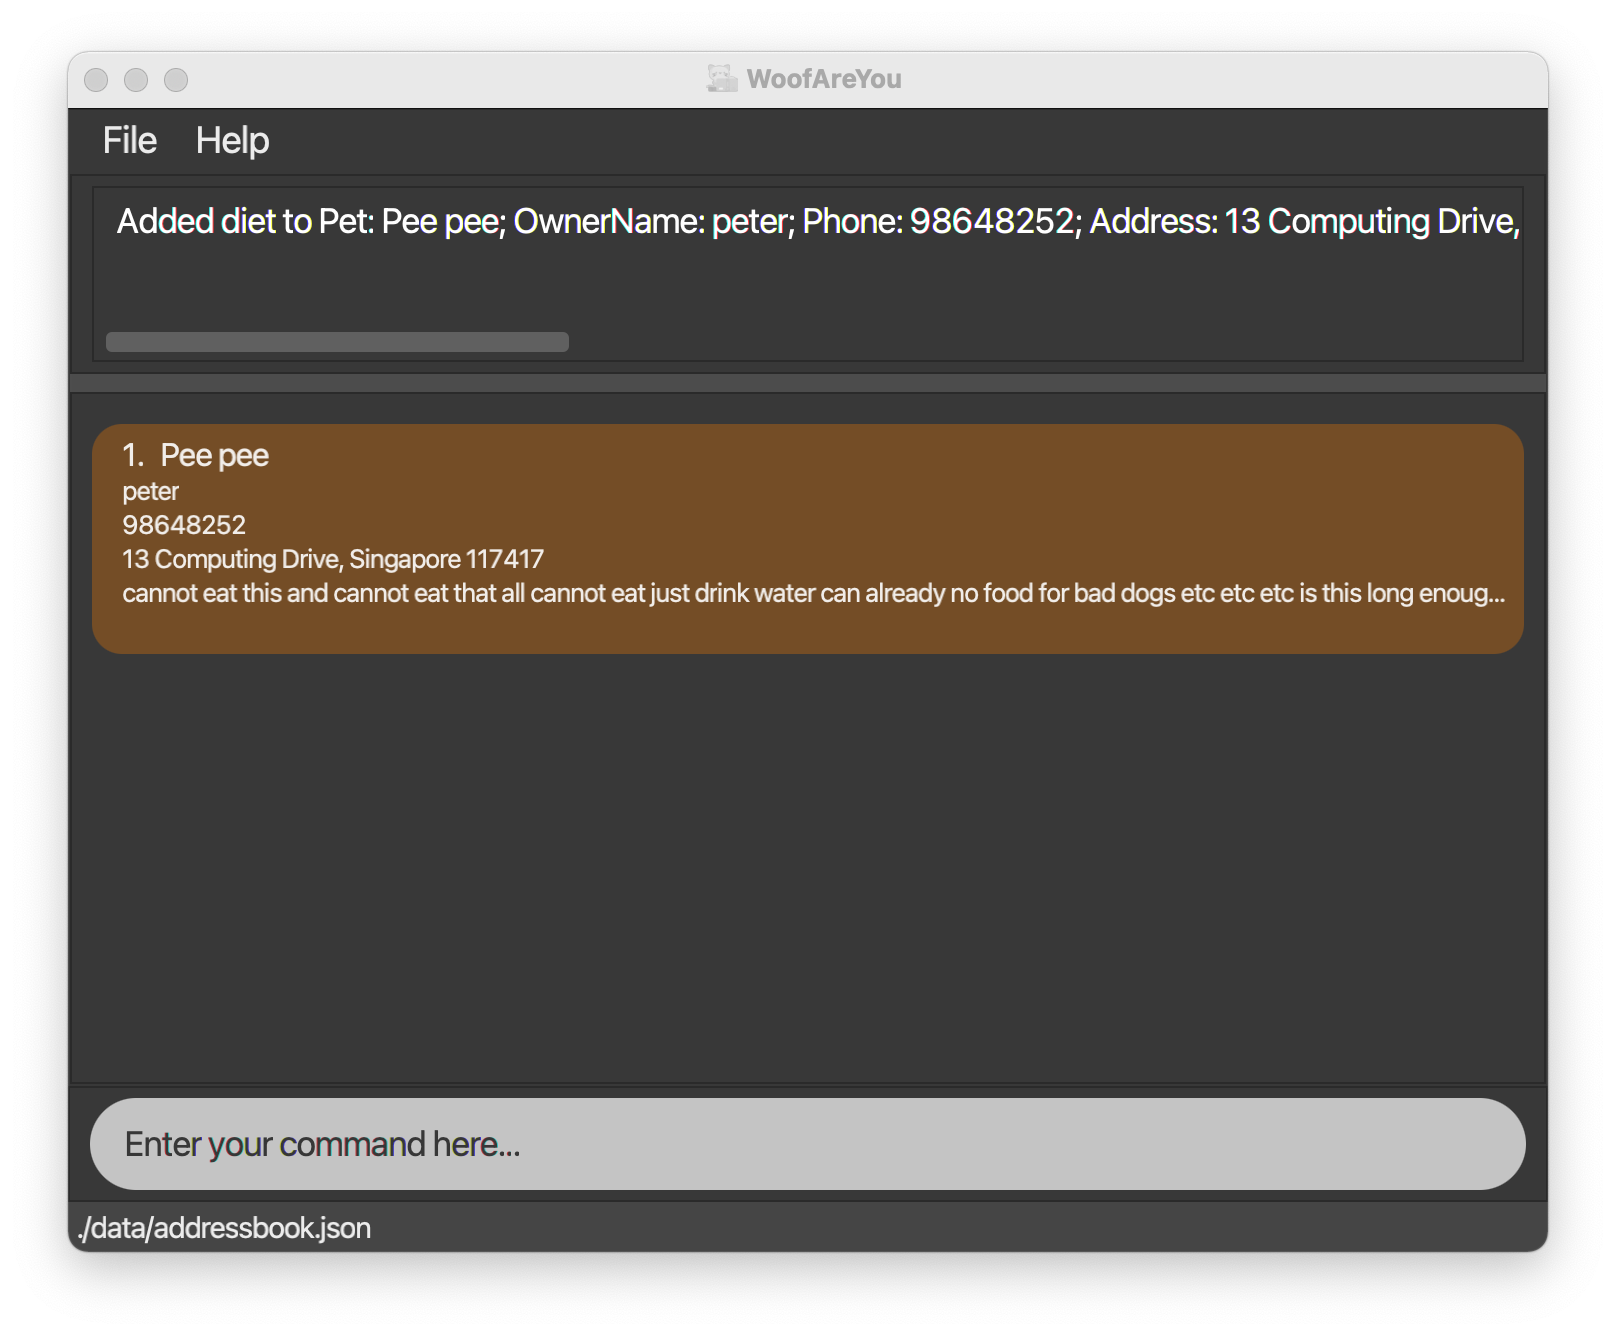 WoofAreYou
File Help
Added diet to Pet: Pee pee; OwnerName: peter; Phone: 98648252; Address: 13 Computing Drive,
1. Pee pee
peter
98648252
13 Computing Drive, Singapore 117417
cannot eat this and cannot eat that all cannot eat just drink water can already no food for bad dogs etc etc etc is this long enoug...
Enter your command here...
./data/addressbook.json